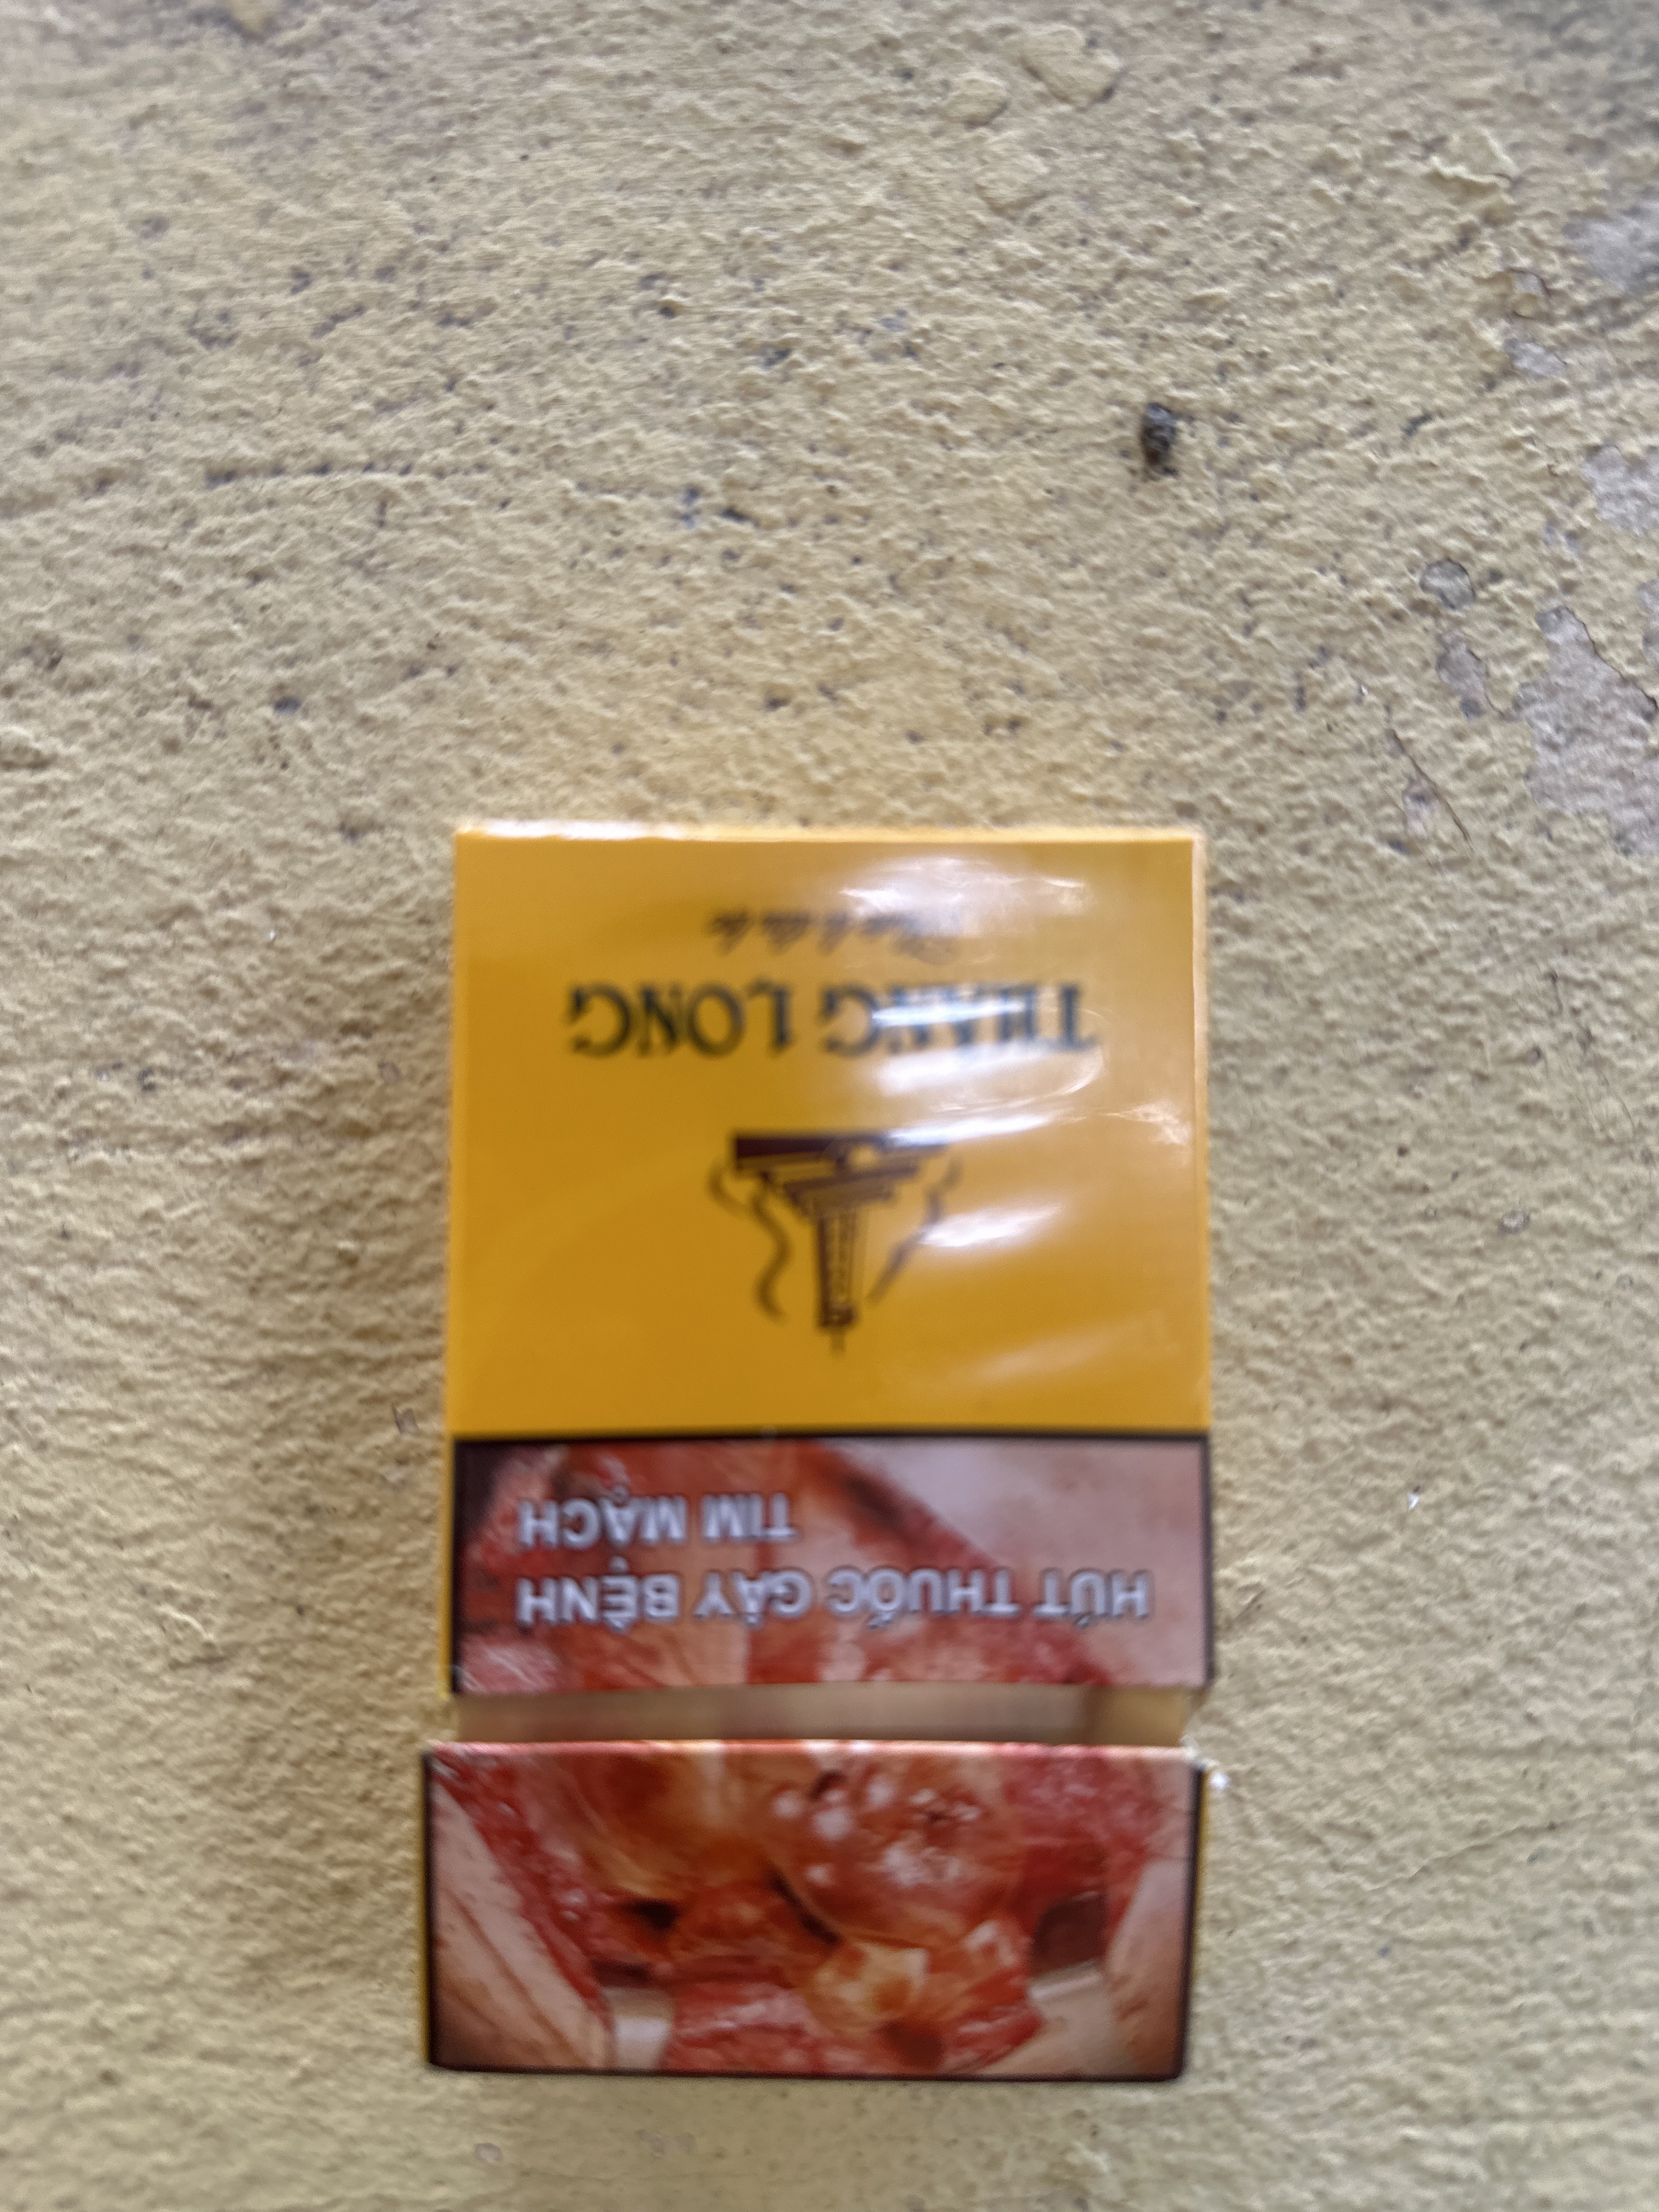 HÚT THUỐC GÂY BỆNH
TIM MẠCH
THANG LONG